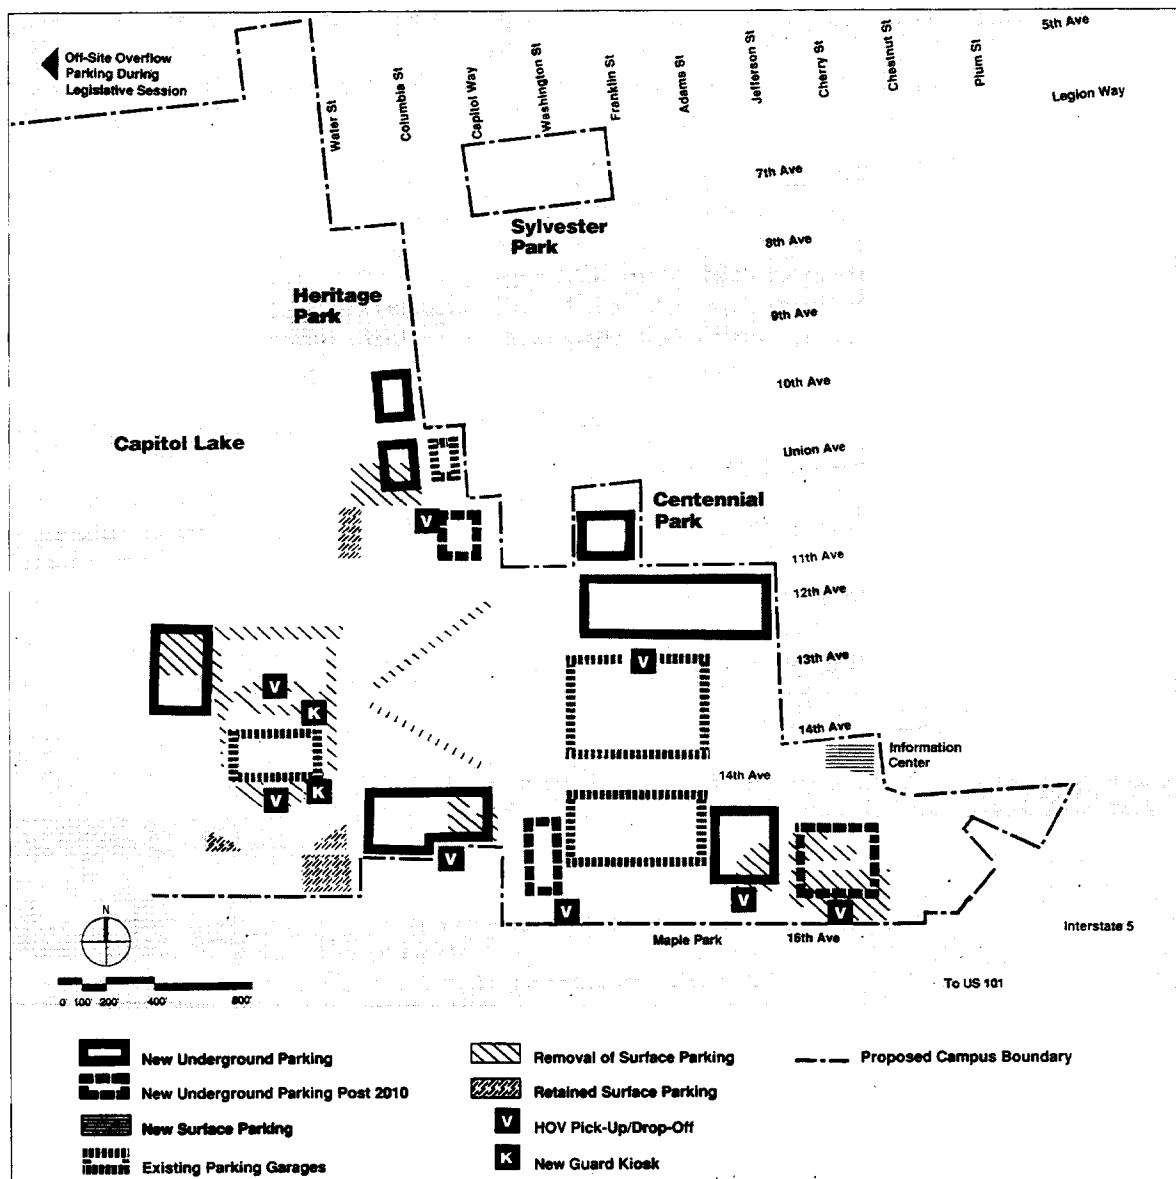 5th Ave
Off-Site Overflow
Parking During
Legislative Session
Water St
Columbia St
Capitol Way
Washington St
Franklin St
Adams St
Jefferson St
Cherry St
Chestnut St
Plum St
Legion Way
7th Ave
Sylvester
Park
8th Ave
Heritage
Park
9th Ave
10th Ave
Capitol Lake
Union Ave
Centennial
Park
V
11th Ave
12th Ave
13th Ave
V
V
K
14th Ave
Information
Center
14th Ave
V
K
V
V
V
V
N
Maple Park
16th Ave
Interstate 5
To US 101
0' 100' 200' 400' 800'
New Underground Parking
Removal of Surface Parking
Proposed Campus Boundary
New Underground Parking Post 2010
Retained Surface Parking
New Surface Parking
V HOV Pick-Up/Drop-Off
Existing Parking Garages
K New Guard Kiosk